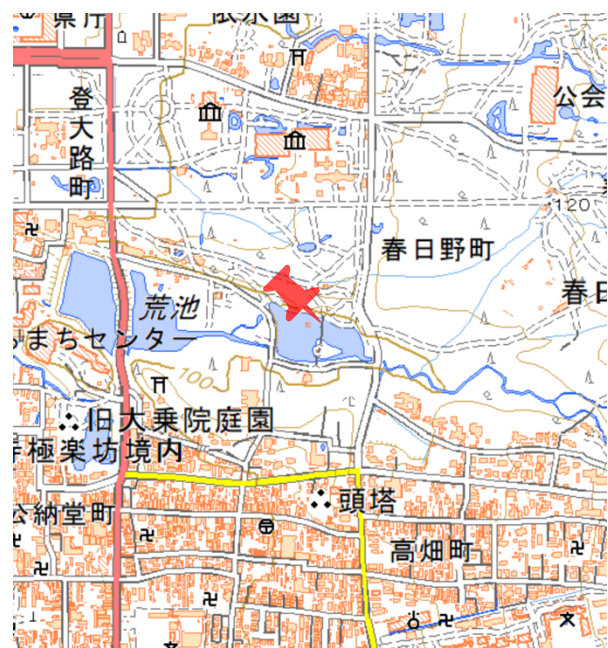 県庁
依水園
公会
登大路町
120
春日野町
春日
荒池
まちセンター
100
旧大乗院庭園
極楽坊境内
頭塔
公納堂町
高畑町